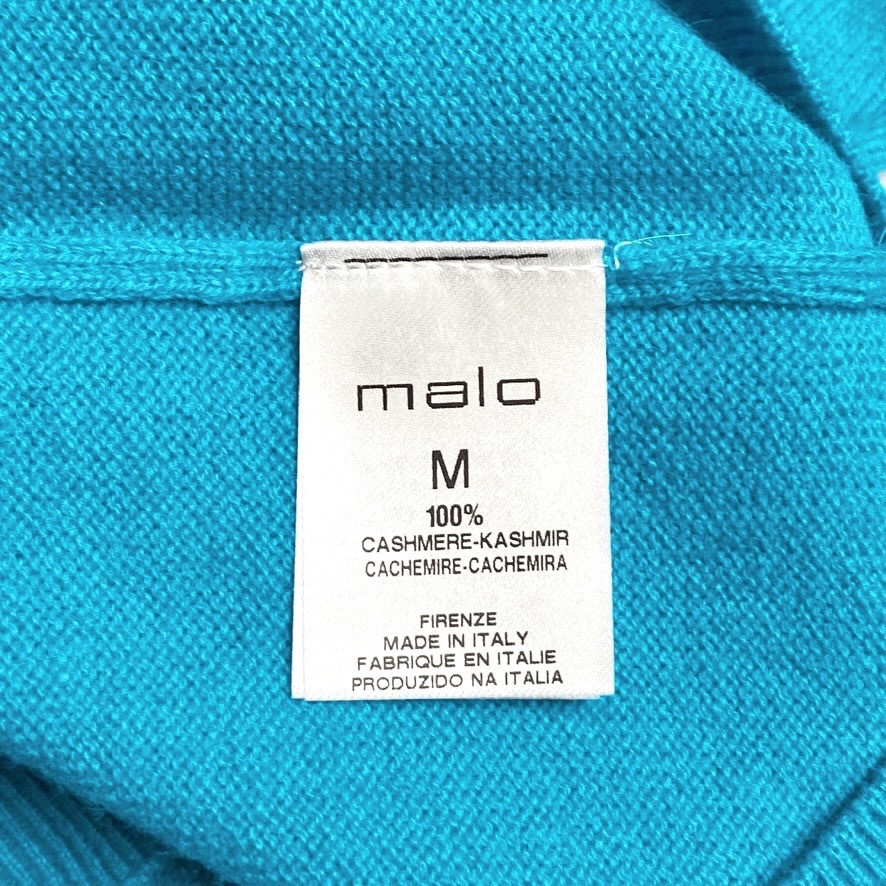 malo
M
100%
CASHMERE-KASHMIR
CACHEMIRE-CACHEMIRA
FIRENZE
MADE IN ITALY
FABRIQUE EN ITALIE
PRODUZIDO NA ITALIA